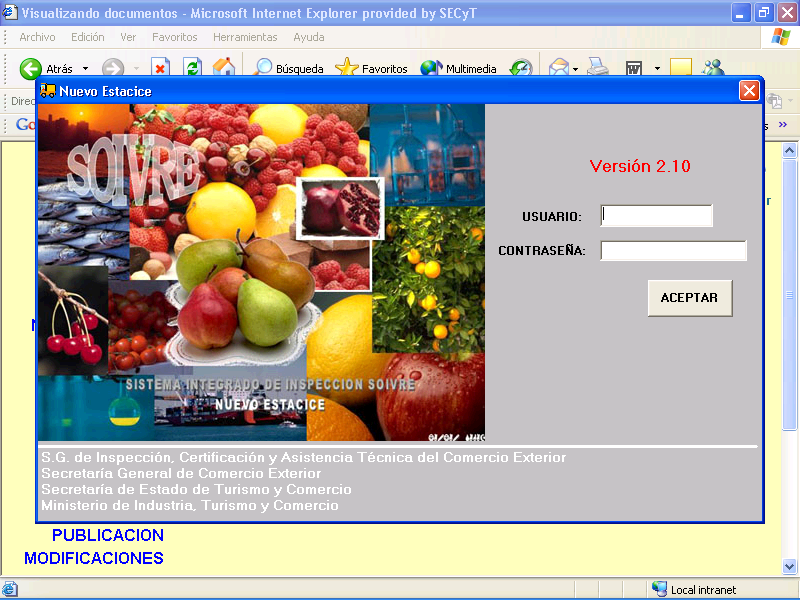 Visualizando documentos - Microsoft Internet Explorer provided by SECyT
Archivo Edición Ver Favoritos Herramientas Ayuda
Atrás Búsqueda Favoritos Multimedia
Direc
Go
Nuevo Estacice
SOIVRE
Versión 2.10
USUARIO:
CONTRASEÑA:
ACEPTAR
SISTEMA INTEGRADO DE INSPECCION SOIVRE
NUEVO ESTACICE
S.G. de Inspección, Certificación y Asistencia Técnica del Comercio Exterior
Secretaría General de Comercio Exterior
Secretaría de Estado de Turismo y Comercio
Ministerio de Industria, Turismo y Comercio
PUBLICACION
MODIFICACIONES
Local intranet